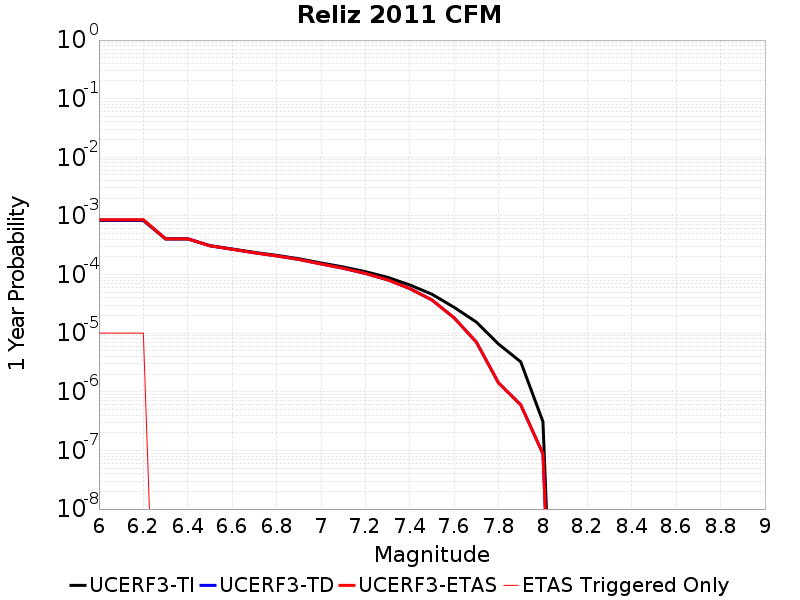 Reliz 2011 CFM
10^0
10^-1
10^-2
10^-3
10^-4
10^-5
10^-6
10^-7
10^-8
1 Year Probability
6 6.2 6.4 6.6 6.8 7 7.2 7.4 7.6 7.8 8 8.2 8.4 8.6 8.8 9
Magnitude
UCERF3-TI UCERF3-TD UCERF3-ETAS ETAS Triggered Only